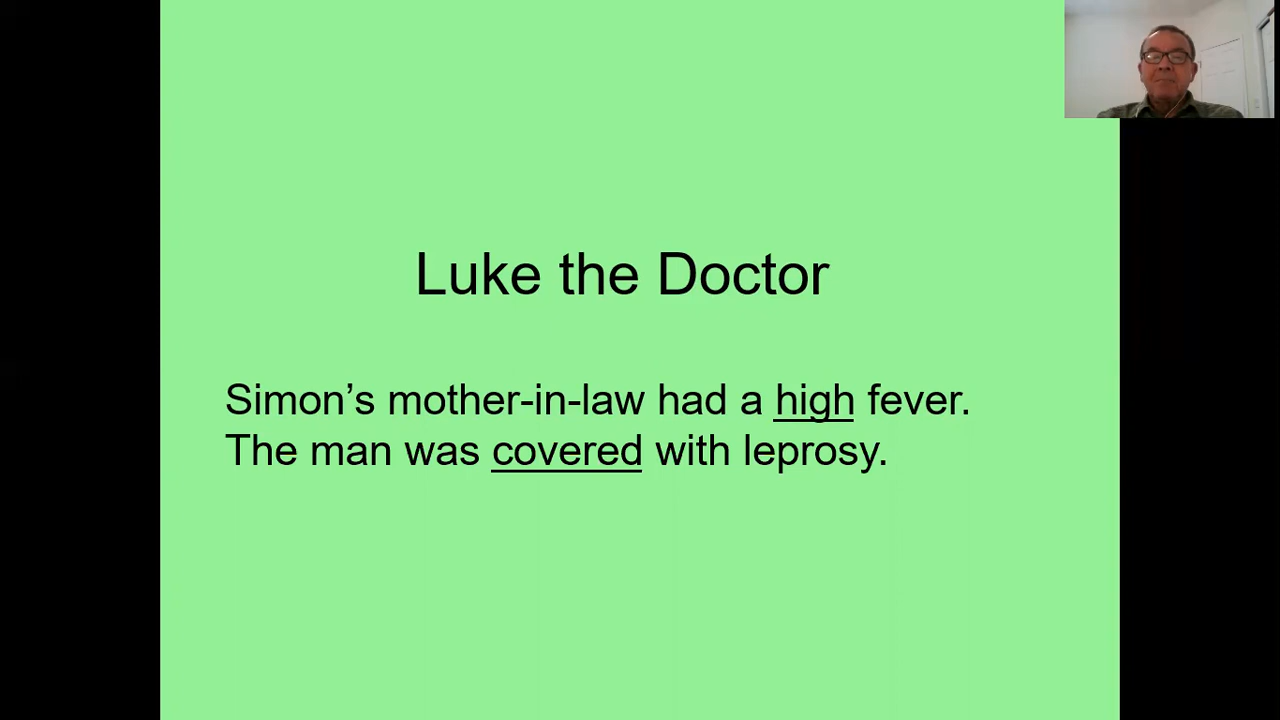 Luke the Doctor
Simon’s mother-in-law had a high fever.
The man was covered with leprosy.